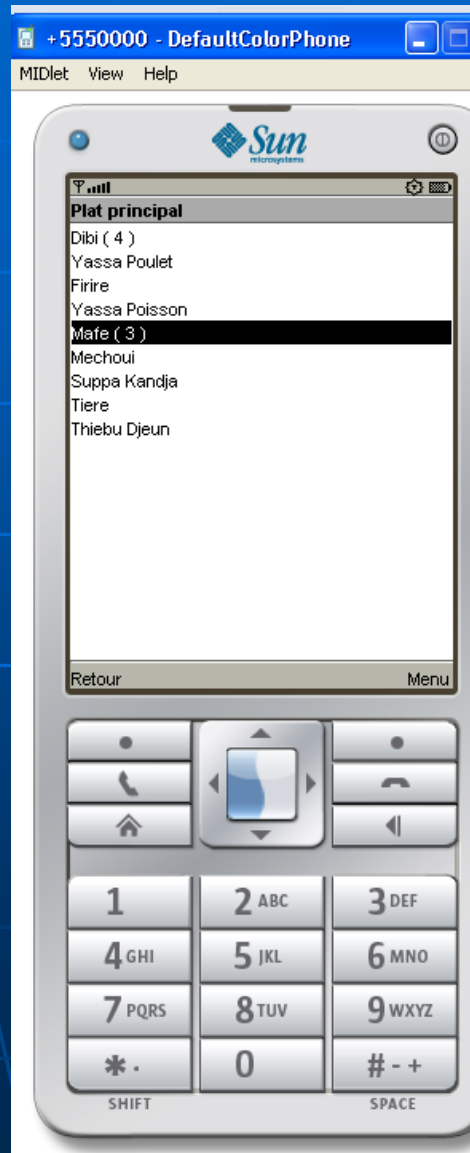 +5550000 - DefaultColorPhone
MIDlet View Help
Sun
microsystems
Plat principal
Dibi ( 4 )
Yassa Poulet
Firire
Yassa Poisson
Mafe ( 3 )
Mechoui
Suppa Kandja
Tiere
Thiebu Djeun
Retour Menu
1 2 ABC 3 DEF
4 GHI 5 JKL 6 MNO
7 PQRS 8 TUV 9 WXYZ
* . 0 # - +
SHIFT SPACE